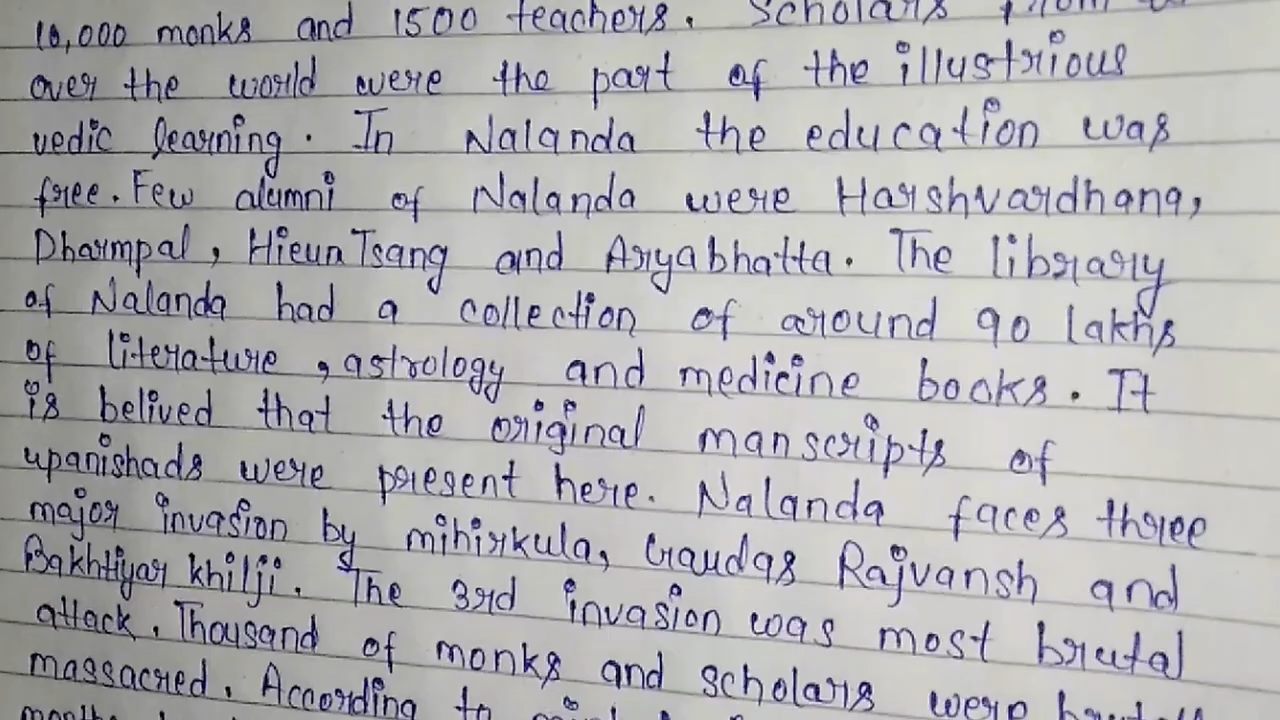 10,000 monks and 1500 teachers. Scholars from
over the world were the part of the illustrious
vedic learning. In Nalanda the education was
free. Few alumni of Nalanda were Harshvardhana,
Dharmpal, Hieun Tsang and Aryabhatta. The library
of Nalanda had a collection of around 90 lakhs
of literature, astrology and medicine books. It
is belived that the original manscripts of
upanishads were present here. Nalanda faces three
major invasion by mihirkula, Gaudas Rajvansh and
Bakhtiyar khilji. The 3rd invasion was most brutal
attack. Thousand of monks and scholars were
massacred. According to